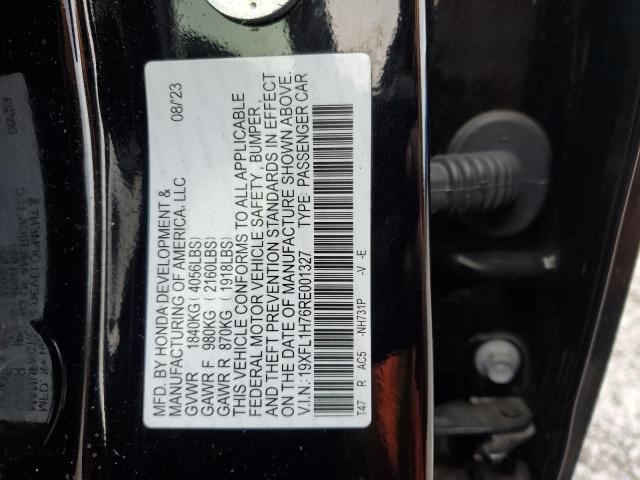 MFD. BY HONDA DEVELOPMENT & 08/'23
MANUFACTURING OF AMERICA, LLC
GVWR 1840KG (4066LBS)
GAWR F 980KG (2160LBS)
GAWR R 870KG (1918LBS)
THIS VEHICLE CONFORMS TO ALL APPLICABLE
FEDERAL MOTOR VEHICLE SAFETY, BUMPER,
AND THEFT PREVENTION STANDARDS IN EFFECT
ON THE DATE OF MANUFACTURE SHOWN ABOVE.
V.I.N.:19XFL1H76RE001327 TYPE: PASSENGER CAR
T47 R AC5 -NH731P -V -E